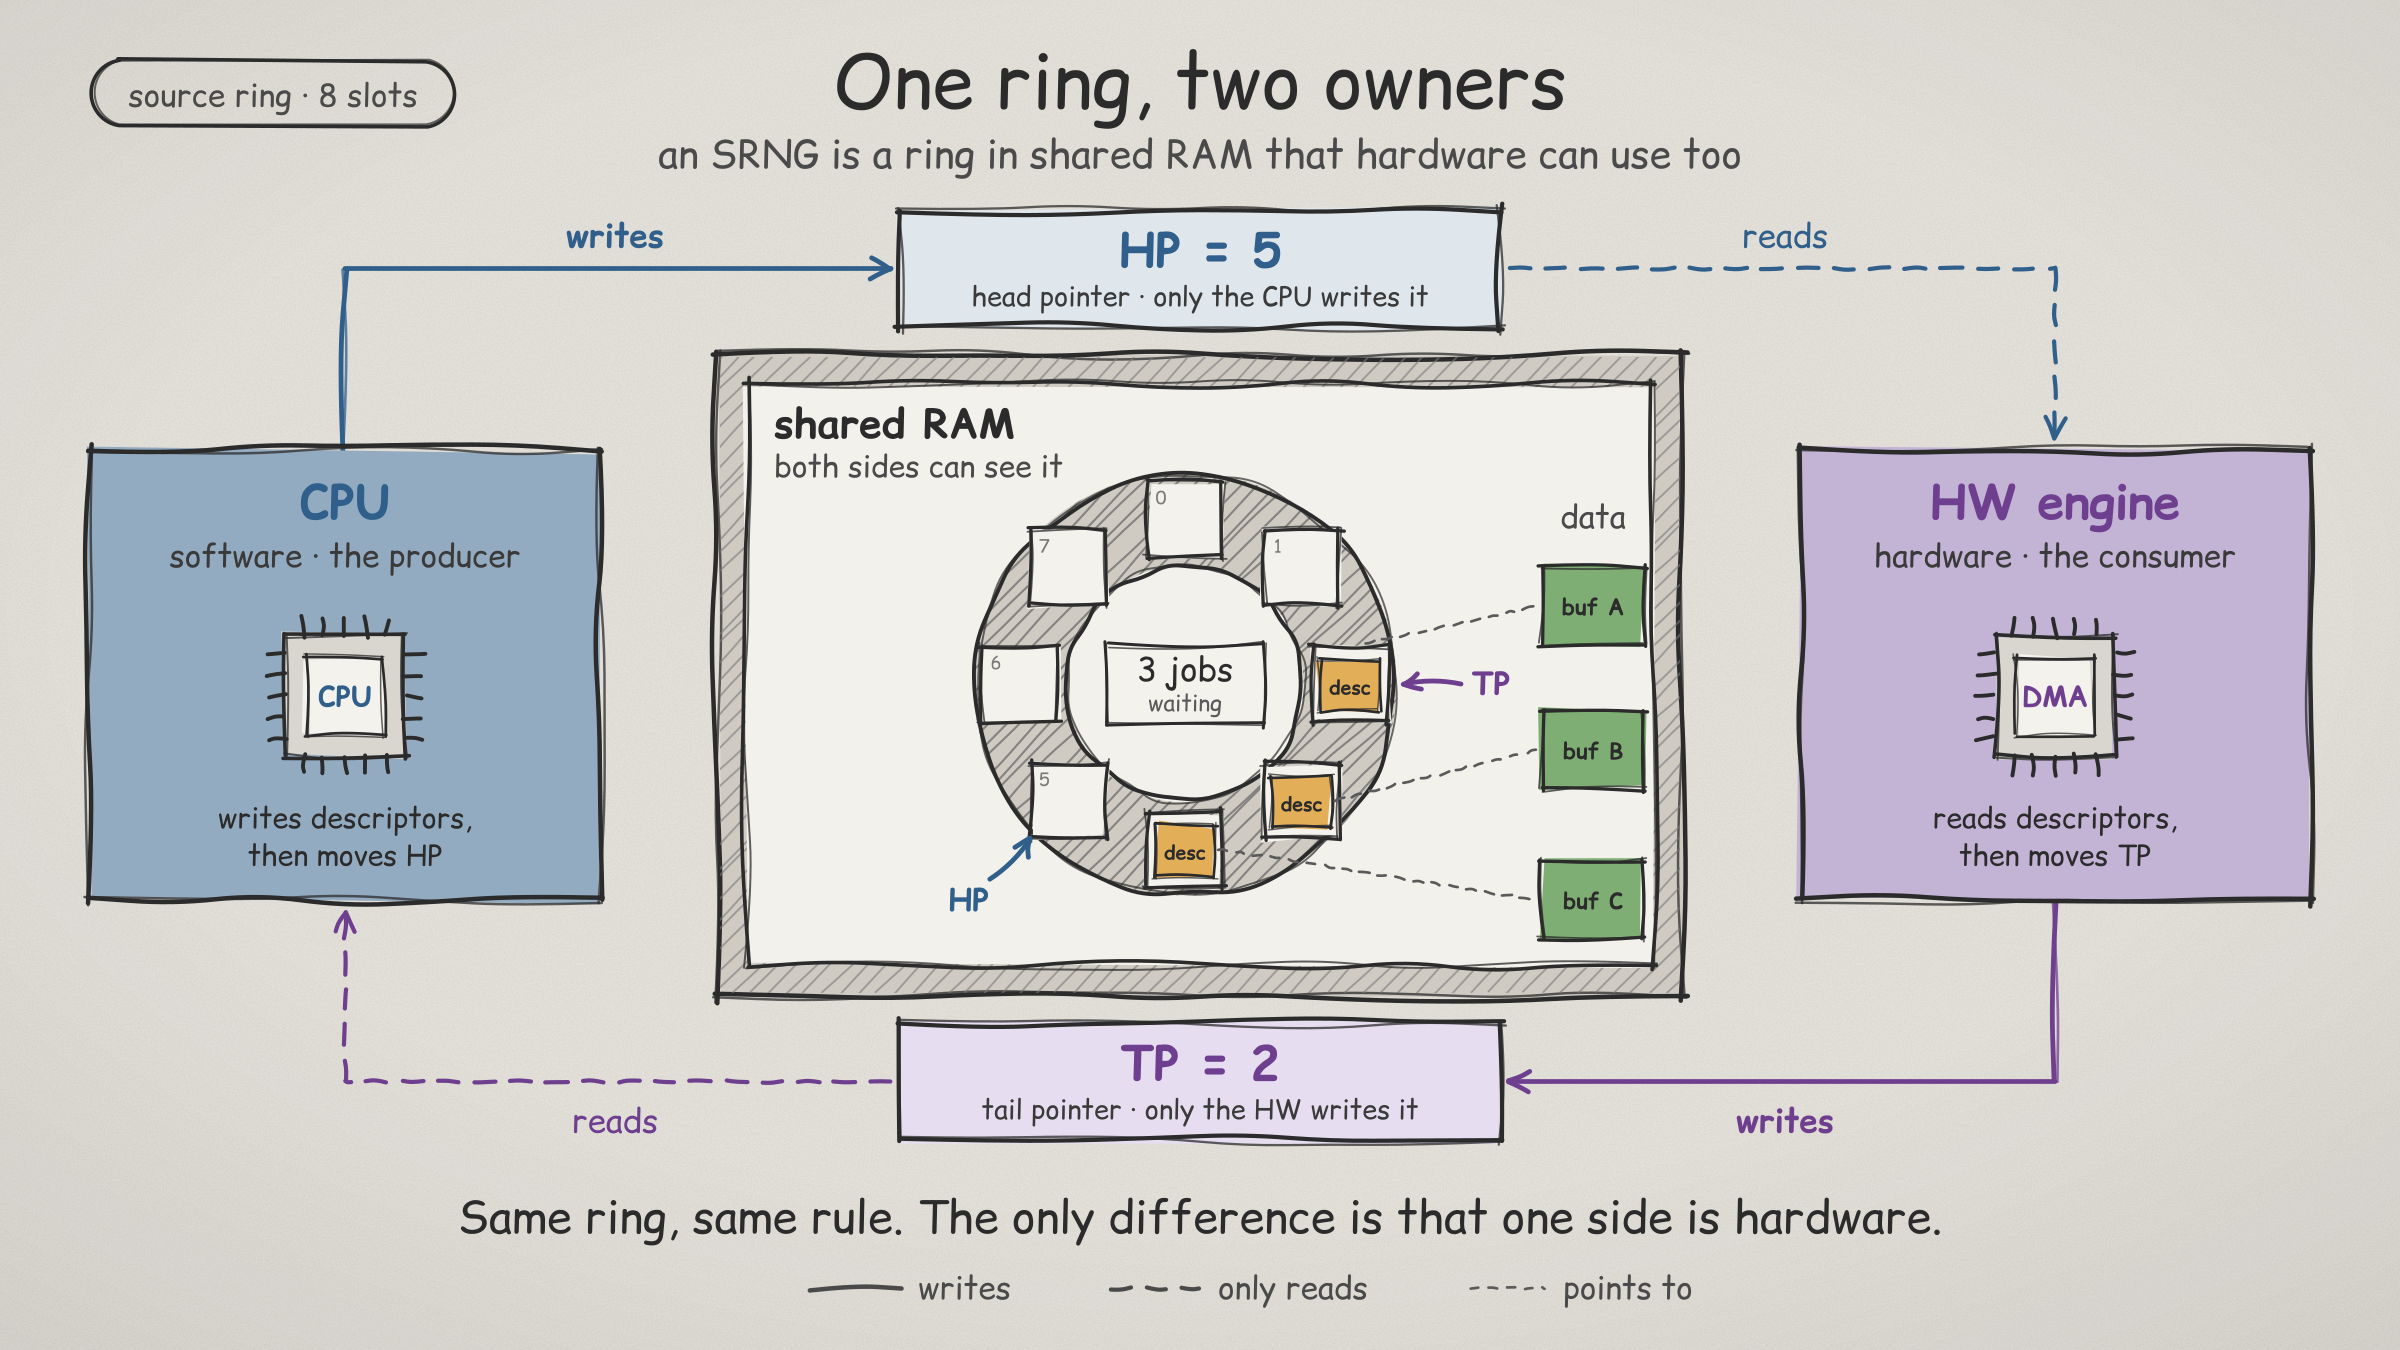 source ring · 8 slots
One ring, two owners
an SRNG is a ring in shared RAM that hardware can use too
writes
HP = 5
head pointer · only the CPU writes it
reads
CPU
software · the producer
CPU
writes descriptors,
then moves HP
shared RAM
both sides can see it
0
7
1
6
5
3 jobs
waiting
desc
desc
desc
TP
HP
data
buf A
buf B
buf C
HW engine
hardware · the consumer
DMA
reads descriptors,
then moves TP
reads
TP = 2
tail pointer · only the HW writes it
writes
Same ring, same rule. The only difference is that one side is hardware.
writes
only reads
points to